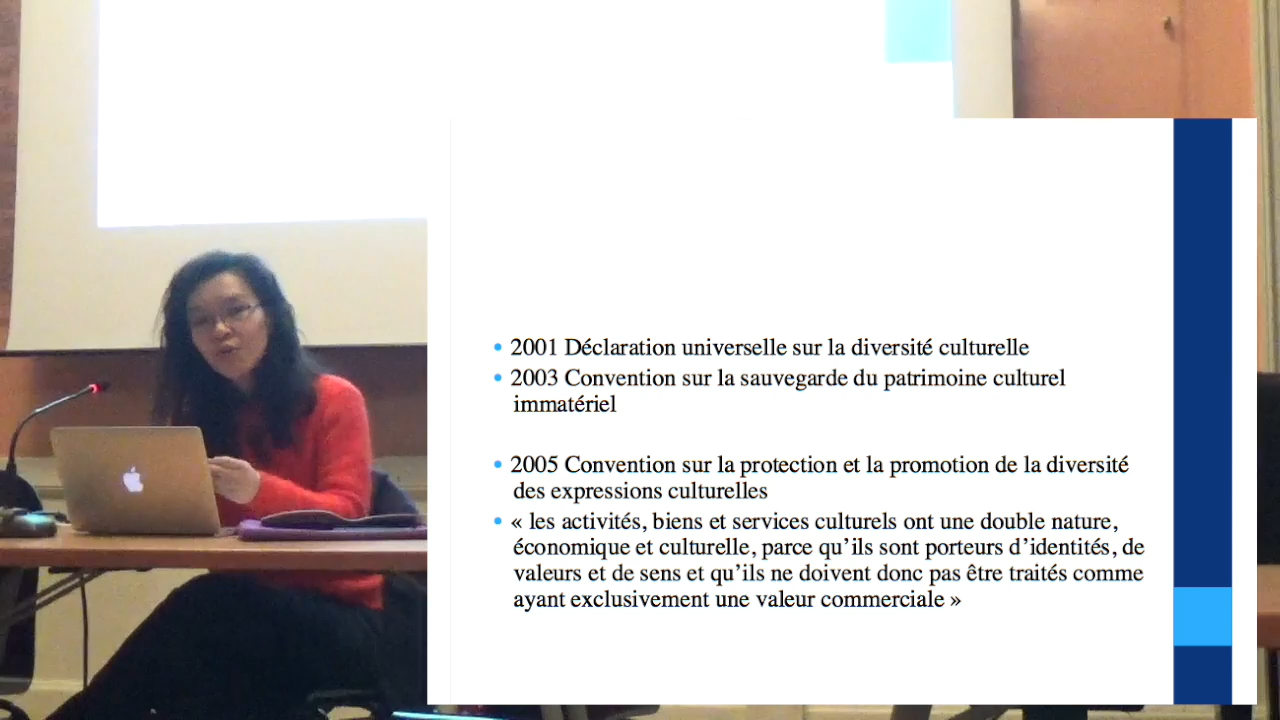 • 2001 Déclaration universelle sur la diversité culturelle
• 2003 Convention sur la sauvegarde du patrimoine culturel
immatériel
• 2005 Convention sur la protection et la promotion de la diversité
des expressions culturelles
• « les activités, biens et services culturels ont une double nature,
économique et culturelle, parce qu’ils sont porteurs d’identités, de
valeurs et de sens et qu’ils ne doivent donc pas être traités comme
ayant exclusivement une valeur commerciale »